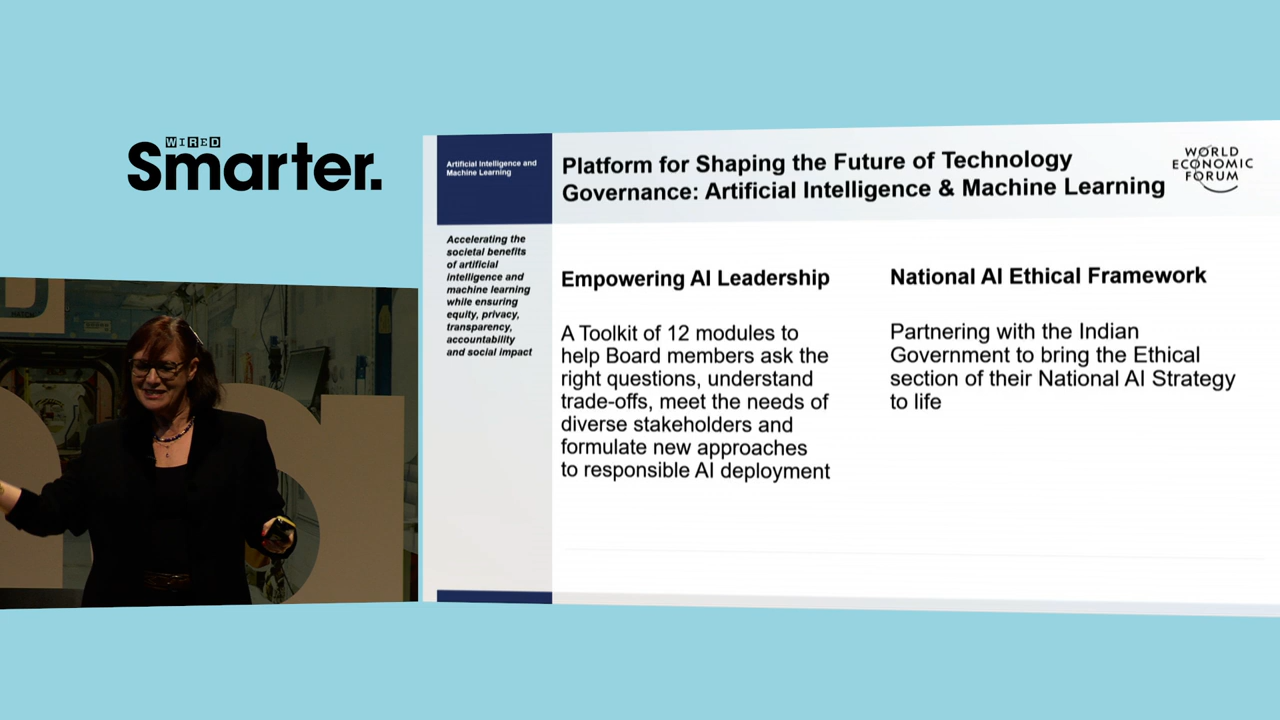 WIRED
Smarter.
Artificial Intelligence and
Machine Learning
Platform for Shaping the Future of Technology
Governance: Artificial Intelligence & Machine Learning
WORLD
ECONOMIC
FORUM
Accelerating the
societal benefits
of artificial
intelligence and
machine learning
while ensuring
equity, privacy,
transparency,
accountability
and social impact
Empowering AI Leadership
A Toolkit of 12 modules to
help Board members ask the
right questions, understand
trade-offs, meet the needs of
diverse stakeholders and
formulate new approaches
to responsible AI deployment
National AI Ethical Framework
Partnering with the Indian
Government to bring the Ethical
section of their National AI Strategy
to life